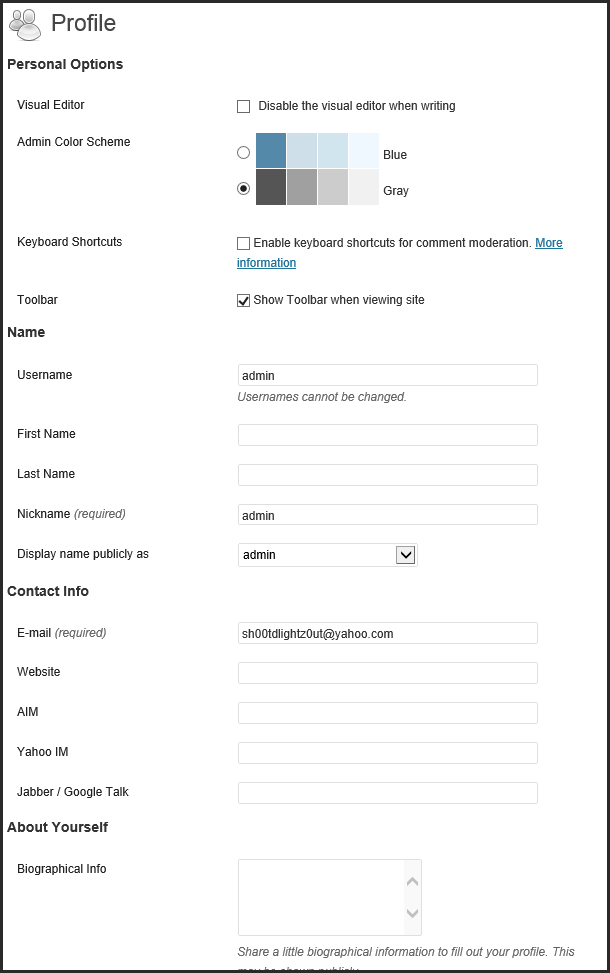 Profile
Personal Options
Visual Editor
Disable the visual editor when writing
Admin Color Scheme
Blue
Gray
Keyboard Shortcuts
Enable keyboard shortcuts for comment moderation. More
information
Toolbar
Show Toolbar when viewing site
Name
Username
admin
Usernames cannot be changed.
First Name
Last Name
Nickname (required)
admin
Display name publicly as
admin
Contact Info
E-mail (required)
sh00tdlightz0ut@yahoo.com
Website
AIM
Yahoo IM
Jabber / Google Talk
About Yourself
Biographical Info
Share a little biographical information to fill out your profile. This
may be shown publicly.